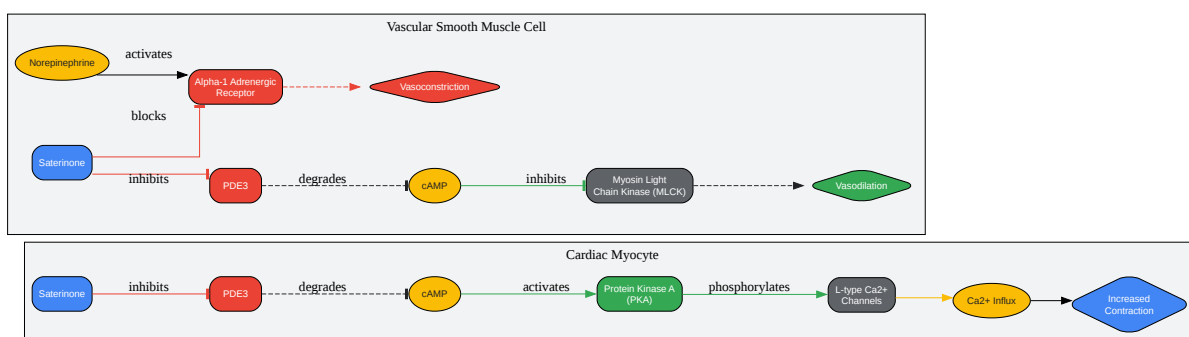 Vascular Smooth Muscle Cell
Norepinephrine
activates
Alpha-1 Adrenergic
Receptor
Vasoconstriction
blocks
Saterinone
inhibits
PDE3
degrades
cAMP
inhibits
Myosin Light
Chain Kinase (MLCK)
Vasodilation
Cardiac Myocyte
Saterinone
inhibits
PDE3
degrades
cAMP
activates
Protein Kinase A
(PKA)
phosphorylates
L-type Ca2+
Channels
Ca2+ Influx
Increased
Contraction